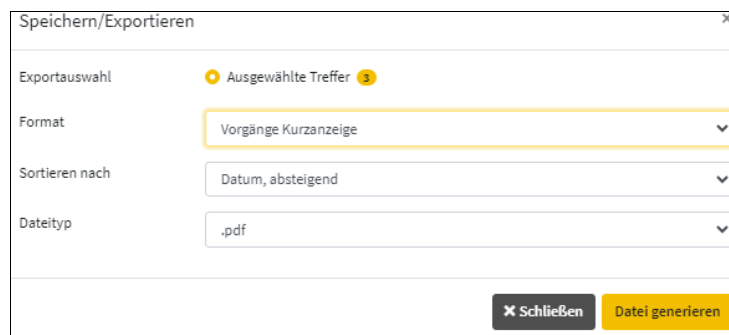 Speichern/Exportieren ×
Exportauswahl Ausgewählte Treffer 3
Format Vorgänge Kurzanzeige
Sortieren nach Datum, absteigend
Dateityp .pdf
× Schließen Datei generieren